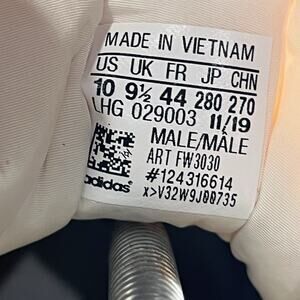 MADE IN VIETNAM
US UK FR JP CHN
10 9½ 44 280 270
LHG 029003 11/19
MALE/MÂLE
ART FW3030
#124316614
adidas x>V32W9J00735